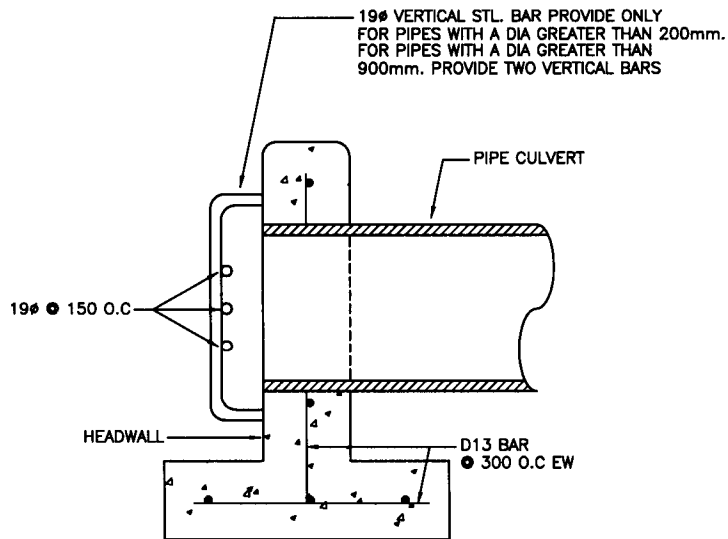 19ø VERTICAL STL. BAR PROVIDE ONLY
FOR PIPES WITH A DIA GREATER THAN 200mm.
FOR PIPES WITH A DIA GREATER THAN
900mm. PROVIDE TWO VERTICAL BARS
PIPE CULVERT
19ø @ 150 O.C
HEADWALL
D13 BAR
@ 300 O.C EW